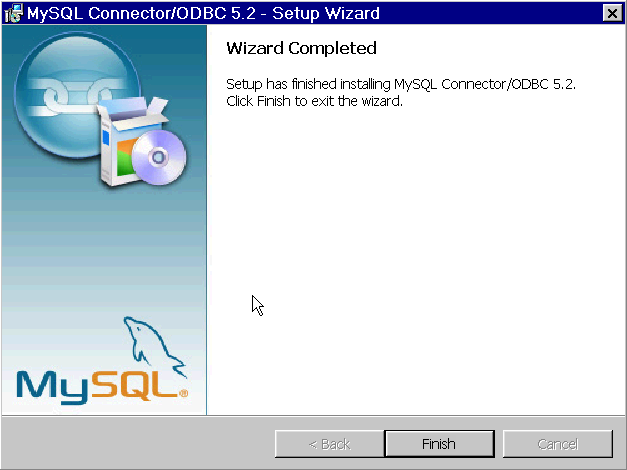 MySQL Connector/ODBC 5.2 - Setup Wizard
Wizard Completed
Setup has finished installing MySQL Connector/ODBC 5.2.
Click Finish to exit the wizard.
MySQL®
< Back
Finish
Cancel